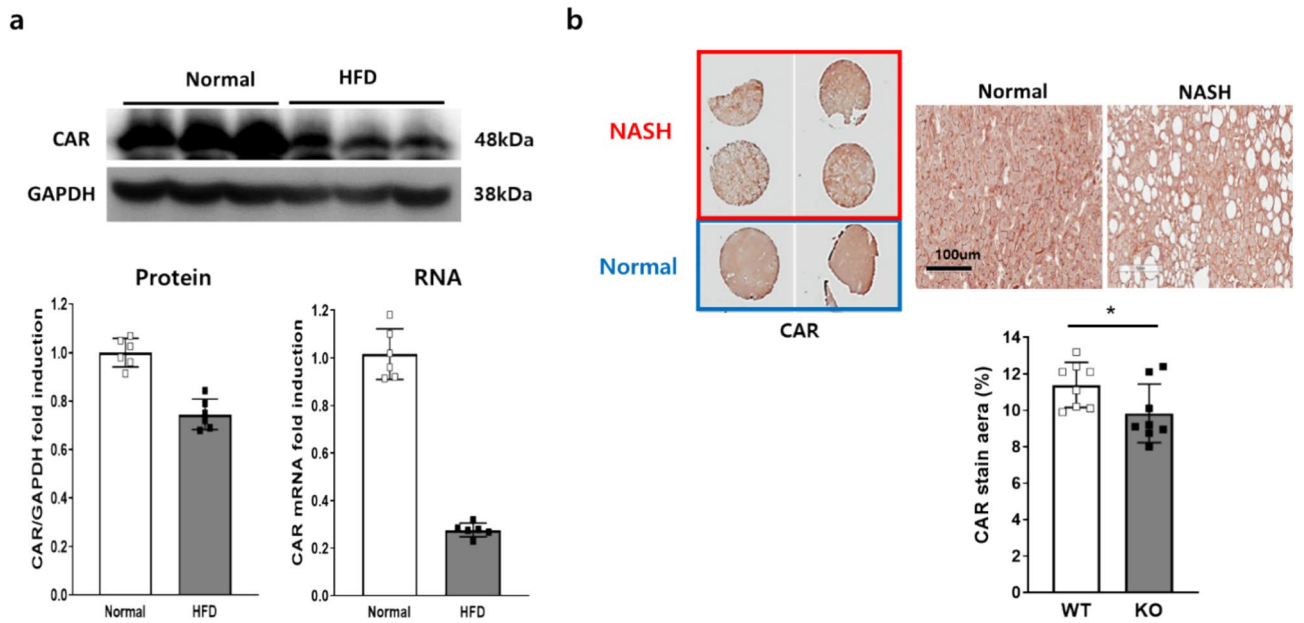 a
Normal HFD
CAR 48kDa
GAPDH 38kDa
Protein
CAR/GAPDH fold induction
1.2
1.0
0.8
0.6
0.4
0.2
0.0
Normal HFD
RNA
CAR mRNA fold induction
1.2
1.0
0.8
0.6
0.4
0.2
0.0
Normal HFD
b
NASH
Normal
CAR
Normal NASH
100um
*
CAR stain aera (%)
14
12
10
8
6
4
2
0
WT KO